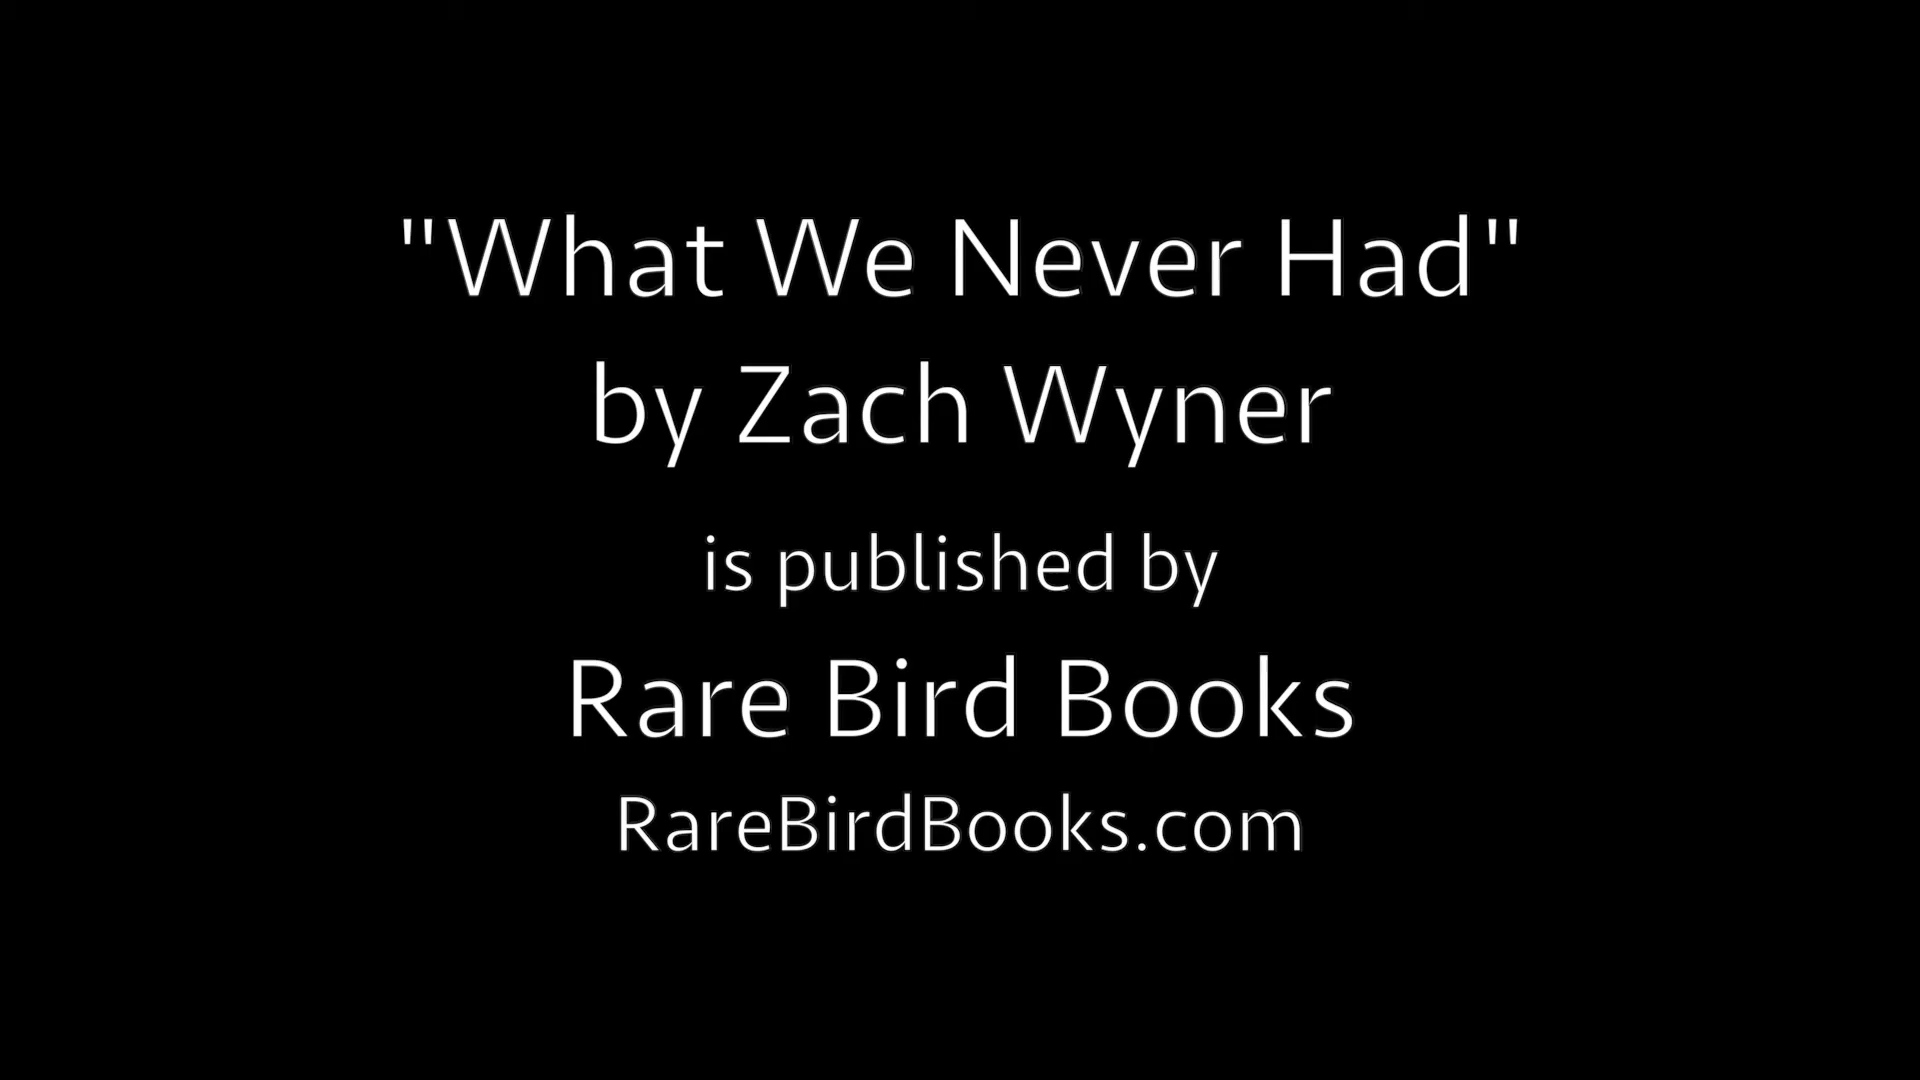 "What We Never Had"
by Zach Wyner
is published by
Rare Bird Books
RareBirdBooks.com